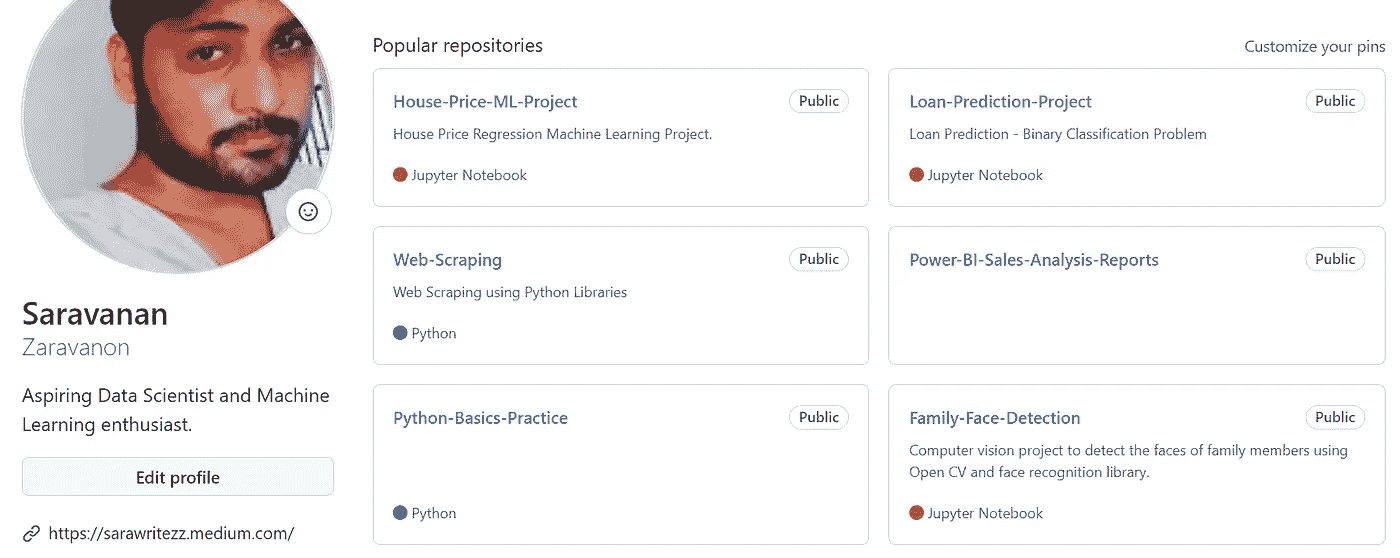 Popular repositories
Customize your pins
House-Price-ML-Project
Public
House Price Regression Machine Learning Project.
Jupyter Notebook
Loan-Prediction-Project
Public
Loan Prediction - Binary Classification Problem
Jupyter Notebook
Web-Scraping
Public
Web Scraping using Python Libraries
Python
Power-BI-Sales-Analysis-Reports
Public
Python-Basics-Practice
Public
Python
Family-Face-Detection
Public
Computer vision project to detect the faces of family members using
Open CV and face recognition library.
Jupyter Notebook
Saravanan
Zaravanon
Aspiring Data Scientist and Machine
Learning enthusiast.
Edit profile
https://sarawritezz.medium.com/